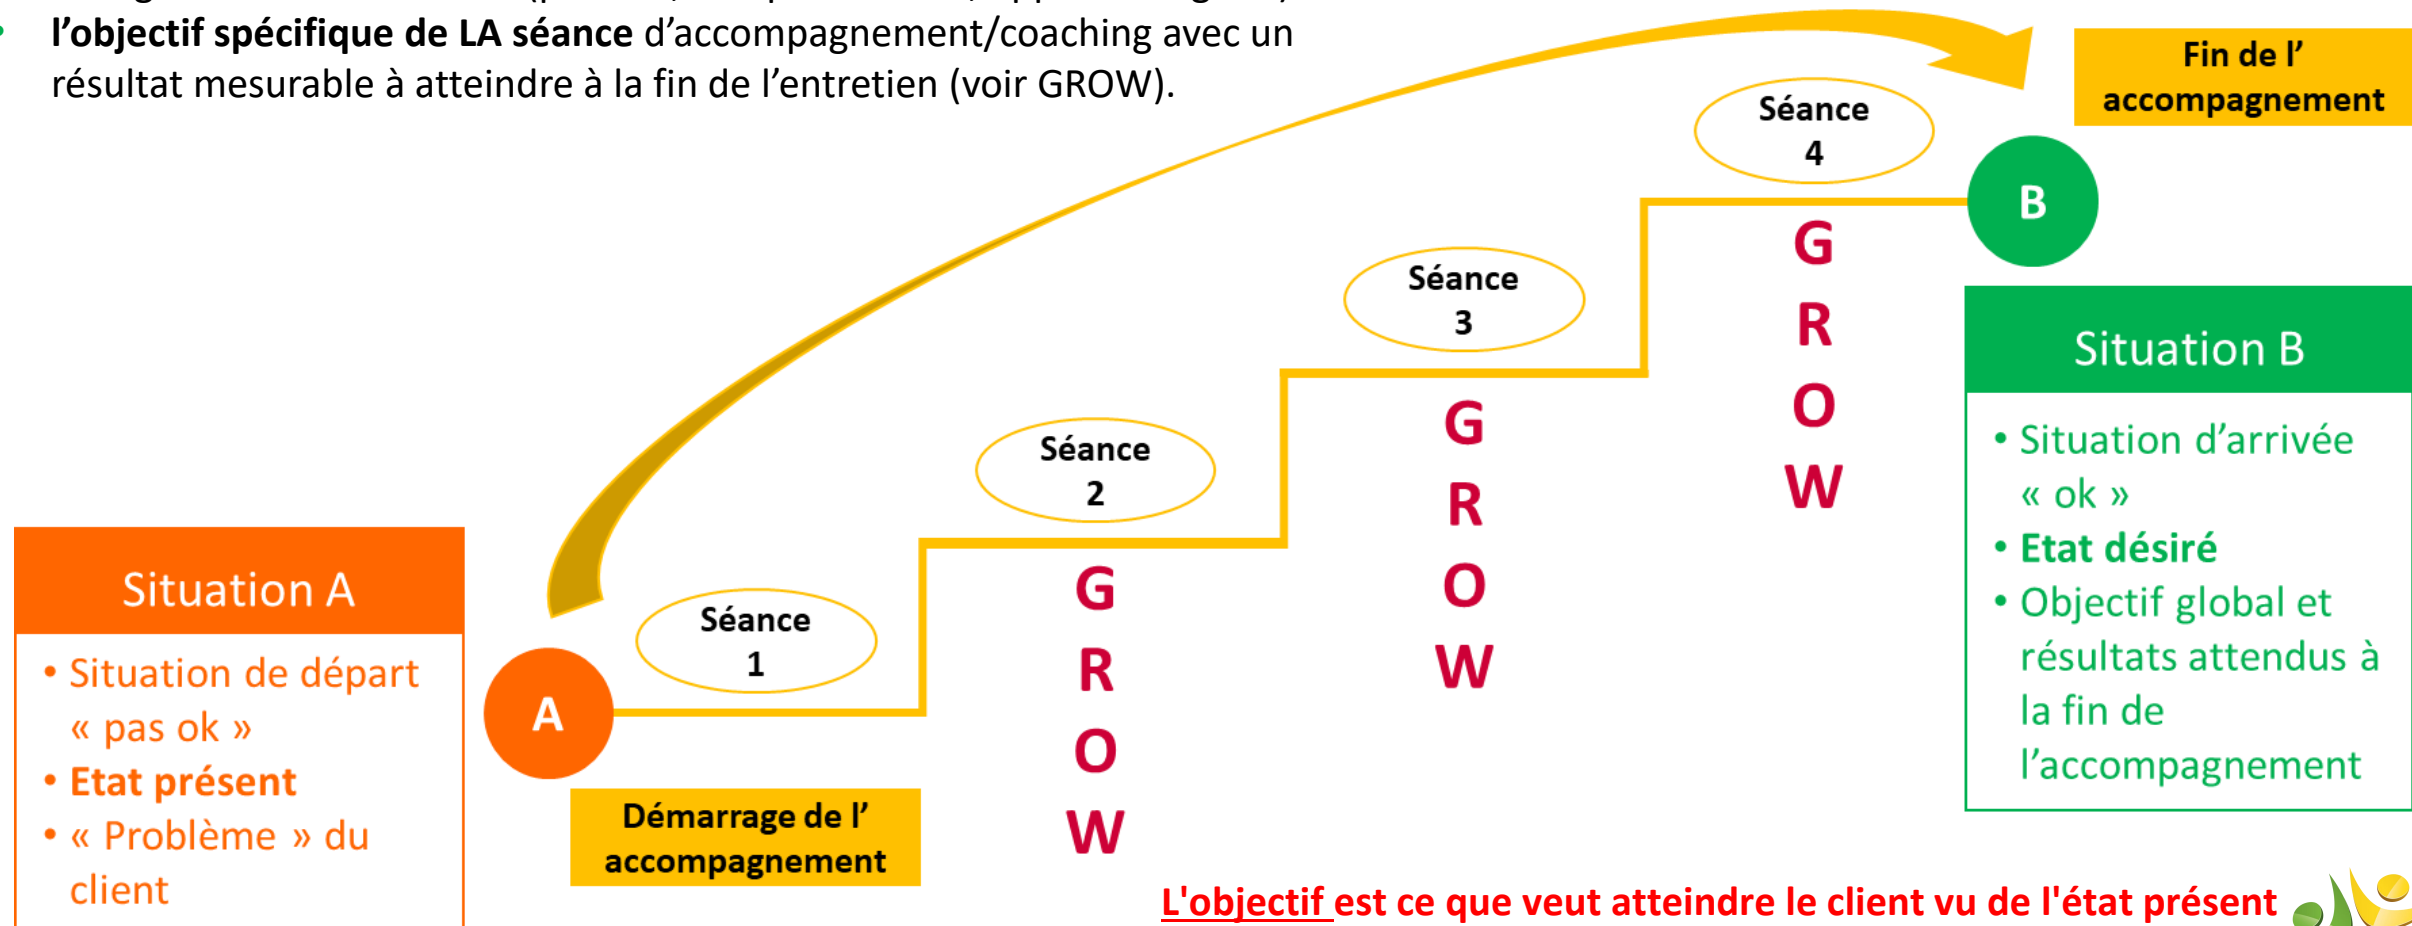 l’objectif spécifique de LA séance d’accompagnement/coaching avec un
résultat mesurable à atteindre à la fin de l’entretien (voir GROW).
Fin de l’
accompagnement
Séance
4
B
G
R
O
W
Séance
3
G
R
O
W
Séance
2
G
R
O
W
Séance
1
A
Démarrage de l’
accompagnement
Situation A
• Situation de départ
« pas ok »
• Etat présent
• « Problème » du
client
Situation B
• Situation d’arrivée
« ok »
• Etat désiré
• Objectif global et
résultats attendus à
la fin de
l’accompagnement
L'objectif est ce que veut atteindre le client vu de l'état présent